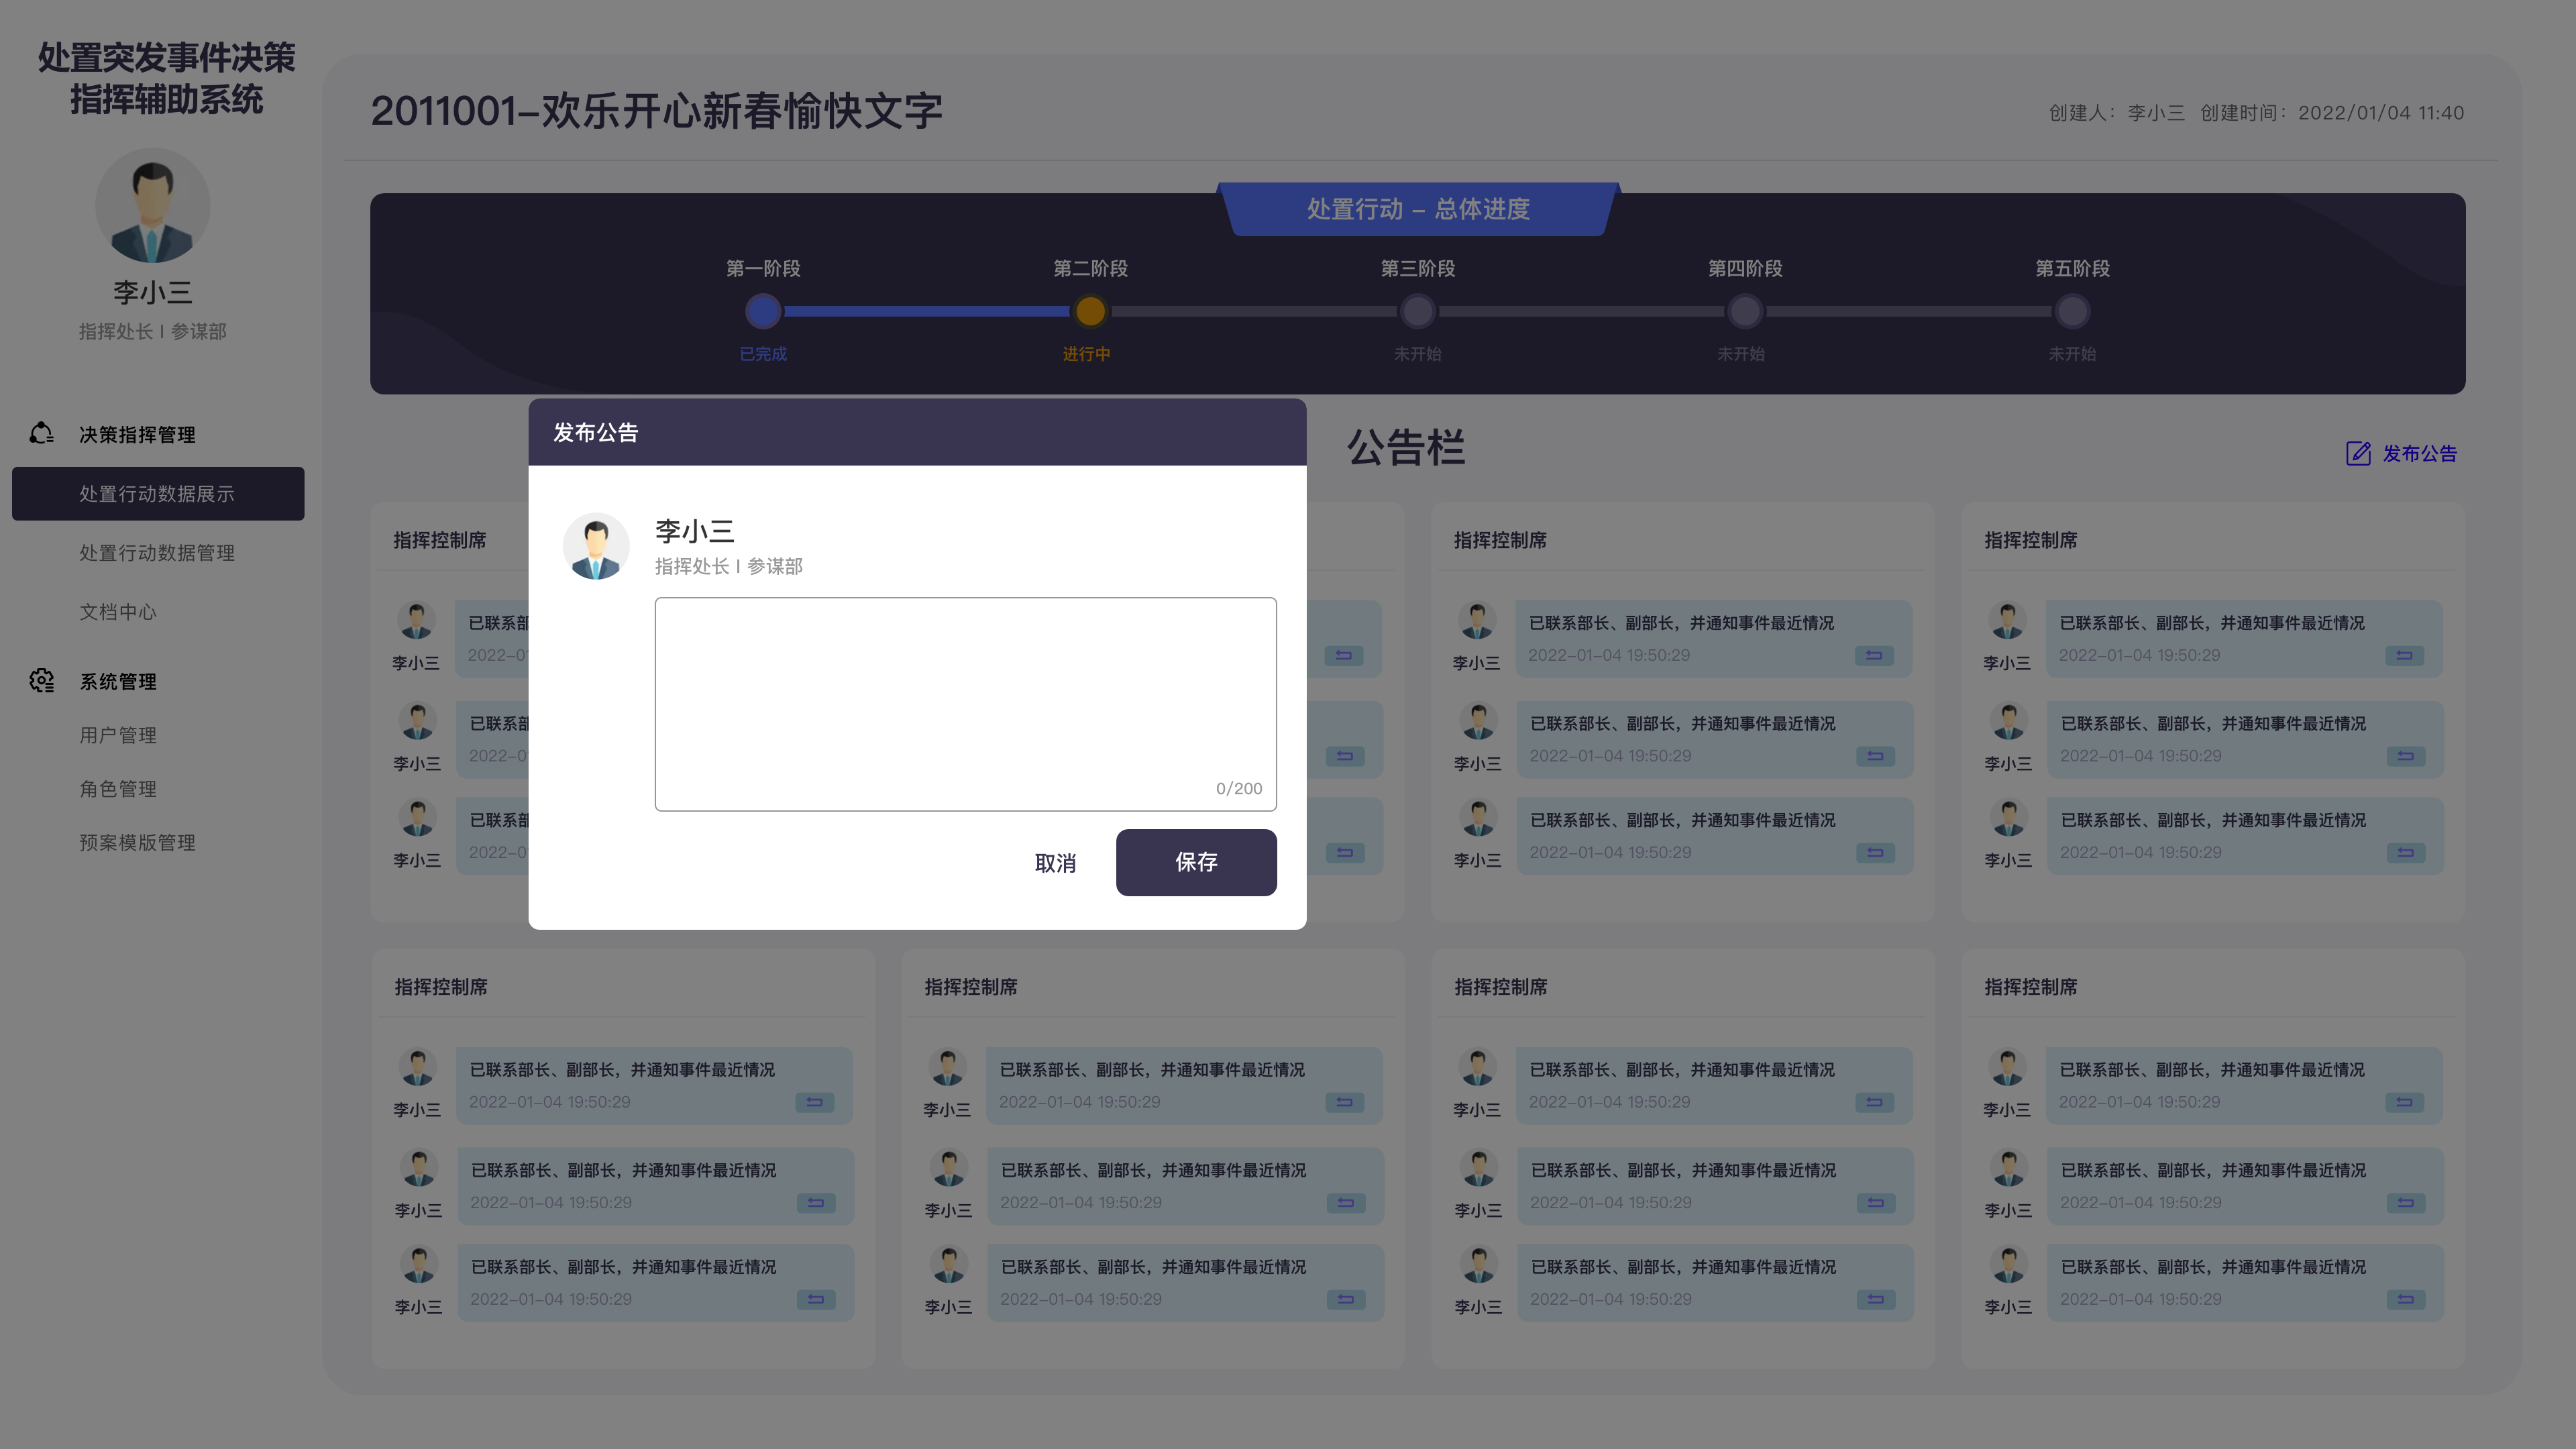 处置突发事件决策
指挥辅助系统
李小三
指挥处长 | 参谋部
决策指挥管理
处置行动数据展示
处置行动数据管理
文档中心
系统管理
用户管理
角色管理
预案模版管理
2011001-欢乐开心新春愉快文字
创建人：李小三 创建时间：2022/01/04 11:40
处置行动 - 总体进度
第一阶段 第二阶段 第三阶段 第四阶段 第五阶段
已完成 进行中 未开始 未开始 未开始
公告栏
发布公告
发布公告
李小三
指挥处长 | 参谋部
0/200
取消 保存
指挥控制席
已联系部
2022-01
李小三
已联系部
2022-0
李小三
已联系部
2022-0
李小三
指挥控制席
已联系部长、副部长，并通知事件最近情况
2022-01-04 19:50:29
李小三
已联系部长、副部长，并通知事件最近情况
2022-01-04 19:50:29
李小三
已联系部长、副部长，并通知事件最近情况
2022-01-04 19:50:29
李小三
指挥控制席
已联系部长、副部长，并通知事件最近情况
2022-01-04 19:50:29
李小三
已联系部长、副部长，并通知事件最近情况
2022-01-04 19:50:29
李小三
已联系部长、副部长，并通知事件最近情况
2022-01-04 19:50:29
李小三
指挥控制席
已联系部长、副部长，并通知事件最近情况
2022-01-04 19:50:29
李小三
已联系部长、副部长，并通知事件最近情况
2022-01-04 19:50:29
李小三
已联系部长、副部长，并通知事件最近情况
2022-01-04 19:50:29
李小三
指挥控制席
已联系部长、副部长，并通知事件最近情况
2022-01-04 19:50:29
李小三
已联系部长、副部长，并通知事件最近情况
2022-01-04 19:50:29
李小三
已联系部长、副部长，并通知事件最近情况
2022-01-04 19:50:29
李小三
指挥控制席
已联系部长、副部长，并通知事件最近情况
2022-01-04 19:50:29
李小三
已联系部长、副部长，并通知事件最近情况
2022-01-04 19:50:29
李小三
已联系部长、副部长，并通知事件最近情况
2022-01-04 19:50:29
李小三
指挥控制席
已联系部长、副部长，并通知事件最近情况
2022-01-04 19:50:29
李小三
已联系部长、副部长，并通知事件最近情况
2022-01-04 19:50:29
李小三
已联系部长、副部长，并通知事件最近情况
2022-01-04 19:50:29
李小三